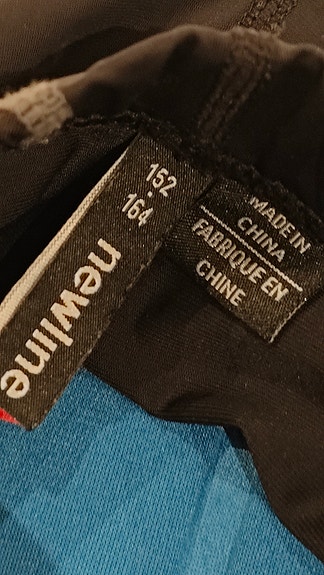 152
·
164
newline
MADE IN
CHINA
FABRIQUE EN
CHINE